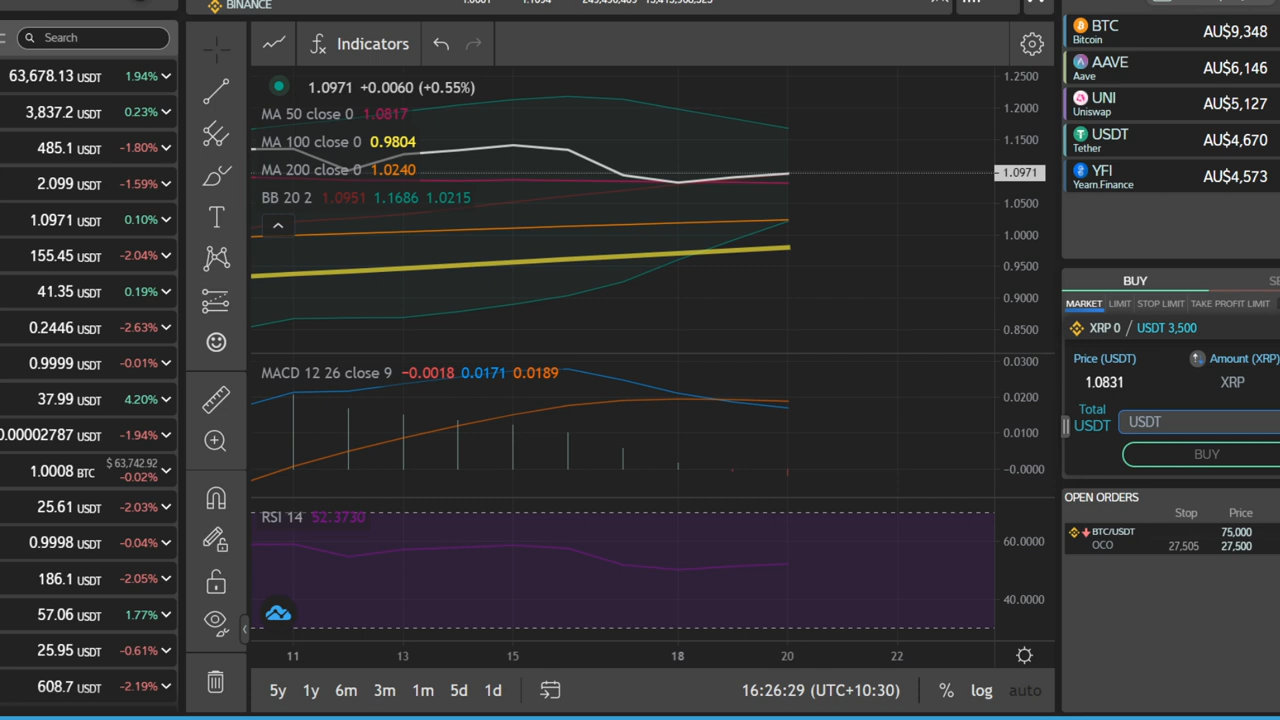 BINANCE
Search
63,678.13 USDT 1.94%
3,837.2 USDT 0.23%
485.1 USDT -1.80%
2.099 USDT -1.59%
1.0971 USDT 0.10%
155.45 USDT -2.04%
41.35 USDT 0.19%
0.2446 USDT -2.63%
0.9999 USDT -0.01%
37.99 USDT 4.20%
0.00002787 USDT -1.94%
$ 63,742.92
1.0008 BTC -0.02%
25.61 USDT -2.03%
0.9998 USDT -0.04%
186.1 USDT -2.05%
57.06 USDT 1.77%
25.95 USDT -0.61%
608.7 USDT -2.19%
Indicators
1.0971 +0.0060 (+0.55%)
MA 50 close 0 1.0817
MA 100 close 0 0.9804
MA 200 close 0 1.0240
BB 20 2 1.0951 1.1686 1.0215
1.2500
1.2000
1.1500
1.0971
1.0500
1.0000
0.9500
0.9000
0.8500
MACD 12 26 close 9 −0.0018 0.0171 0.0189
0.0300
0.0200
0.0100
−0.0000
RSI 14 52.3730
60.0000
40.0000
11 13 15 18 20 22
5y 1y 6m 3m 1m 5d 1d 16:26:29 (UTC+10:30) % log auto
BTC AU$9,348
Bitcoin
AAVE AU$6,146
Aave
UNI AU$5,127
Uniswap
USDT AU$4,670
Tether
YFI AU$4,573
Yearn.Finance
BUY
MARKET LIMIT STOP LIMIT TAKE PROFIT LIMIT
XRP 0 / USDT 3,500
Price (USDT) Amount (XRP)
1.0831 XRP
Total
USDT USDT
BUY
OPEN ORDERS
Stop Price
BTC/USDT 75,000
OCO 27,505 27,500